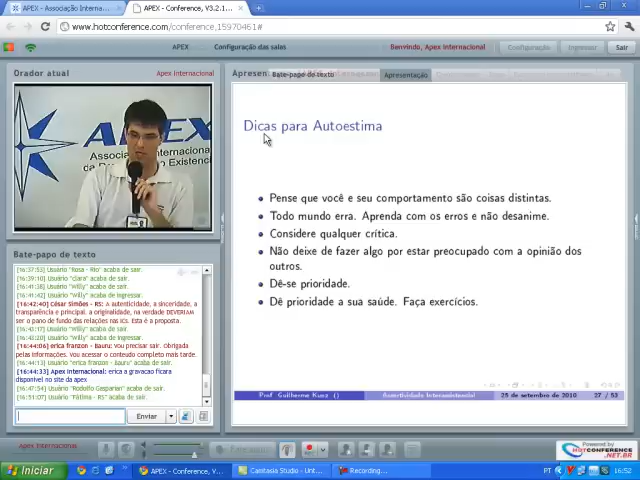 APEX - Associação Internaci
APEX - Conference, V3.2.1...
www.hotconference.com/conference,15970461#
APEX
Configuração das salas
Benvindo, Apex Internacional
Configuração
Ingressar
Sair
Orador atual
Apex Internacional
Apresen
Bate-papo de texto
Apresentação
APEX
Dicas para Autoestima
Pense que você e seu comportamento são coisas distintas.
Todo mundo erra. Aprenda com os erros e não desanime.
Considere qualquer crítica.
Não deixe de fazer algo por estar preocupado com a opinião dos
outros.
Dê-se prioridade.
Dê prioridade a sua saúde. Faça exercícios.
Prof Guilherme Kunz ()
Assertividade Interassistencial
25 de setembro de 2010
27 / 53
Bate-papo de texto
[16:37:53] Usuário "Rosa - Rio" acaba de sair.
[16:39:10] Usuário "clara" acaba de sair.
[16:41:38] Usuário "Willy" acaba de sair.
[16:41:42] Usuário "Willy" acaba de ingressar.
[16:42:40] César Simões - RS: A autenticidade, a sinceridade, a
transparência e principal. a originalidade, na verdade DEVERIAM
ser o pano de fundo das relações nas ICs. Esta é a proposta.
[16:43:17] Usuário "Willy" acaba de sair.
[16:43:20] Usuário "Willy" acaba de ingressar.
[16:44:06] erica franzon - Bauru: Vou precisar sair. Obrigada
pelas informações. Vou acessar o conteudo completo mais tarde.
[16:44:13] Usuário "erica franzon - Bauru" acaba de sair.
[16:44:33] Apex Internacional: erica a gravacao ficara
disponivel no site da apex
[16:47:54] Usuário "Rodolfo Gasparian" acaba de sair.
[16:51:07] Usuário "Fátima - RS" acaba de sair.
Enviar
Apex Internacional
Powered by
HOTCONFERENCE
.NET.BR
Iniciar
APEX - Conference, V...
Camtasia Studio - Unt...
Recording...
PT
16:52